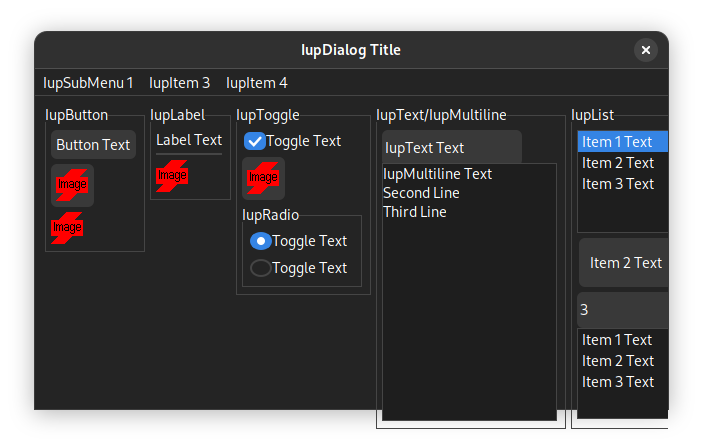 IupDialog Title
IupSubMenu 1 IupItem 3 IupItem 4
IupButton
Button Text
Image
Image
IupLabel
Label Text
Image
IupToggle
Toggle Text
Image
IupRadio
Toggle Text
Toggle Text
IupText/IupMultiline
IupText Text
IupMultiline Text
Second Line
Third Line
IupList
Item 1 Text
Item 2 Text
Item 3 Text
Item 2 Text
3
Item 1 Text
Item 2 Text
Item 3 Text